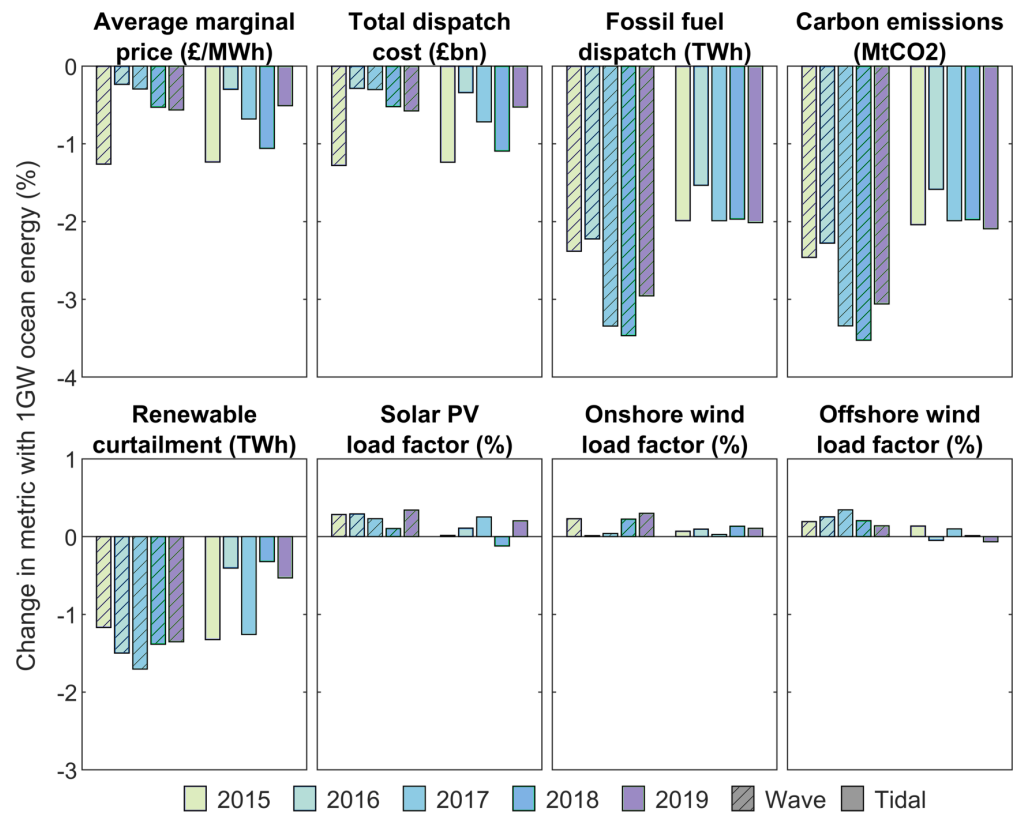 Average marginal
price (£/MWh)
Total dispatch
cost (£bn)
Fossil fuel
dispatch (TWh)
Carbon emissions
(MtCO2)
0
-1
-2
-3
-4
Change in metric with 1GW ocean energy (%)
Renewable
curtailment (TWh)
Solar PV
load factor (%)
Onshore wind
load factor (%)
Offshore wind
load factor (%)
1
0
-1
-2
-3
2015 2016 2017 2018 2019 Wave Tidal